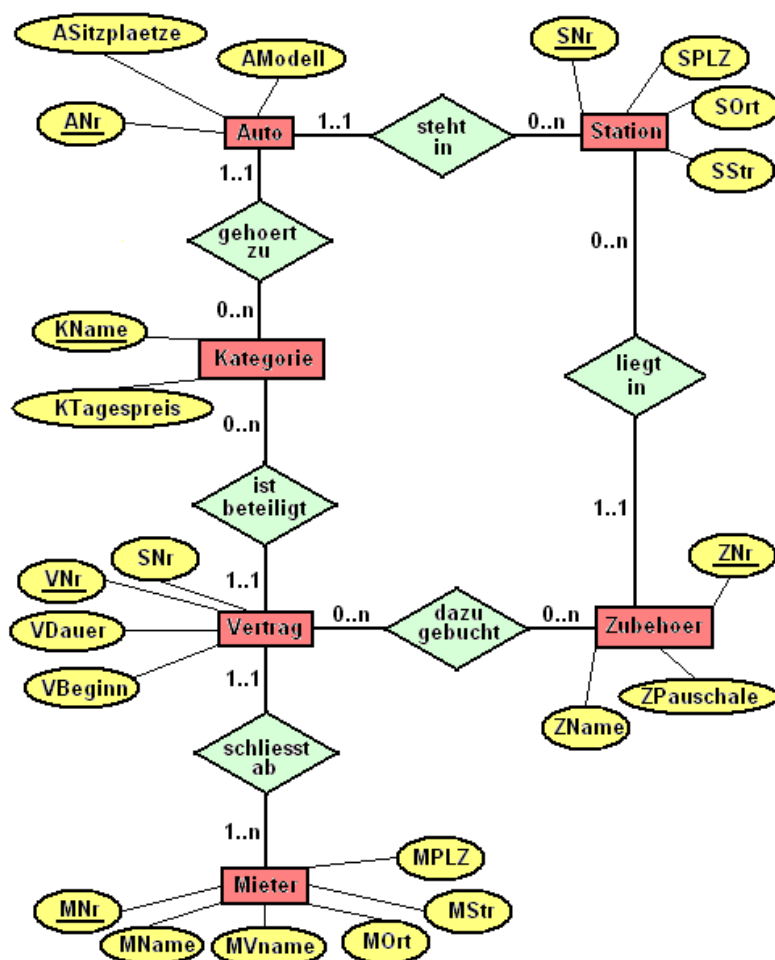 ASitzplaetze
AModell
ANr
Auto
1..1
steht
in
0..n
SNr
SPLZ
SOrt
Station
SStr
1..1
gehoert
zu
0..n
0..n
KName
Kategorie
KTagespreis
0..n
liegt
in
ist
beteiligt
1..1
SNr
VNr
1..1
ZNr
VDauer
Vertrag
0..n
dazu
gebucht
0..n
Zubehoer
VBeginn
1..1
ZPauschale
ZName
schliesst
ab
1..n
MPLZ
Mieter
MNr
MStr
MName
MVname
MOrt